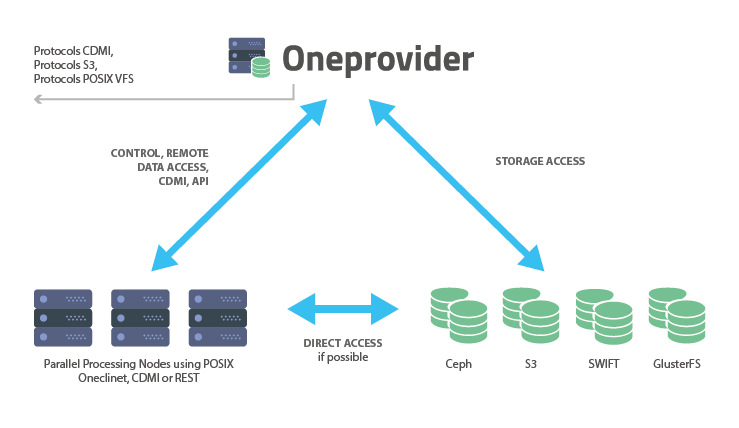 Protocols CDMI,
Protocols S3,
Protocols POSIX VFS
Oneprovider
CONTROL, REMOTE
DATA ACCESS,
CDMI, API
STORAGE ACCESS
DIRECT ACCESS
if possible
Parallel Processing Nodes using POSIX
Oneclinet, CDMI or REST
Ceph
S3
SWIFT
GlusterFS